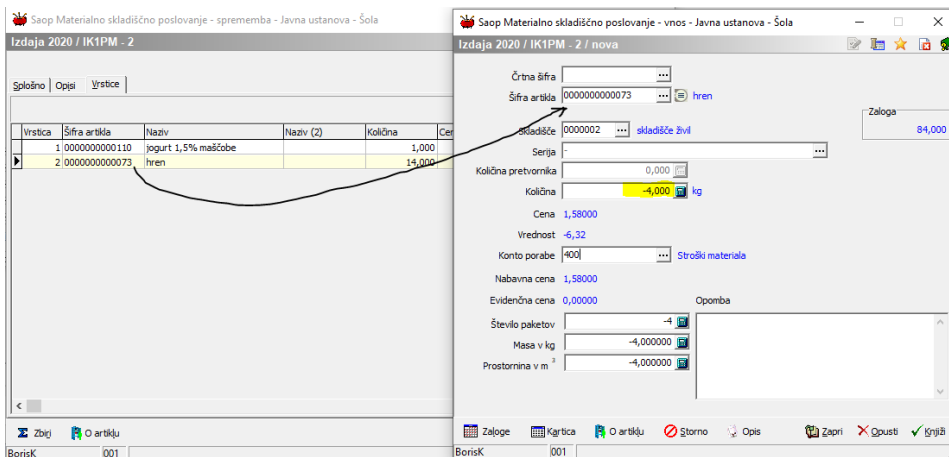 Saop Materialno skladiščno poslovanje - sprememba - Javna ustanova - Šola
Izdaja 2020 / IK1PM - 2
Splošno Opisi Vrstice
Vrstica Šifra artikla Naziv Naziv (2) Količina Cer
1 0000000000110 jogurt 1,5% maščobe 1,000
2 0000000000073 hren 14,000
Zbirj O artiklu
BorisK 001
Saop Materialno skladiščno poslovanje - vnos - Javna ustanova - Šola
Izdaja 2020 / IK1PM - 2 / nova
Črtna šifra
Šifra artikla 0000000000073 hren
Zaloga
84,000
Skladišče 0000002 skladišče živil
Serija -
Količina pretvornika 0,000
Količina -4,000 kg
Cena 1,58000
Vrednost -6,32
Konto porabe 400 Stroški materiala
Nabavna cena 1,58000
Evidenčna cena 0,00000 Opomba
Število paketov -4
Masa v kg -4,000000
Prostornina v m 3 -4,000000
Zaloge Kartica O artiklu Storno Opis Zapri Opusti Knjiži
BorisK 001